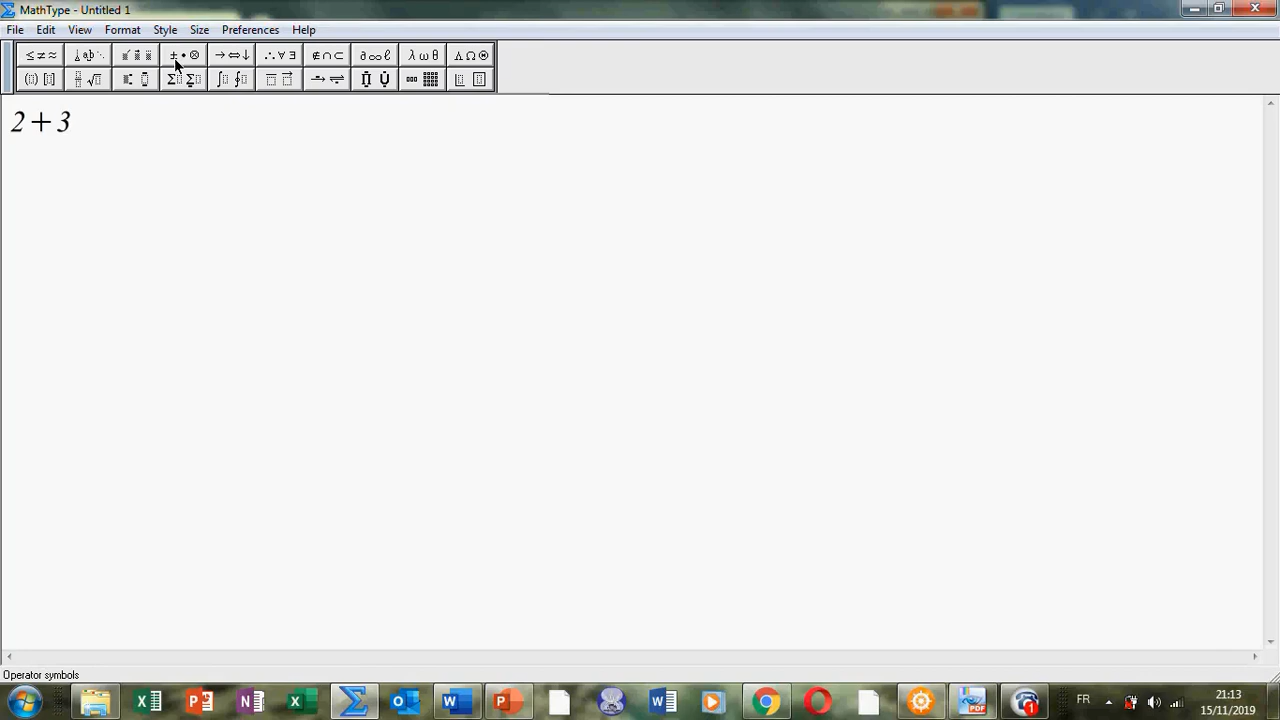 MathType - Untitled 1
File Edit View Format Style Size Preferences Help
≤ ≠ ≈ ± • ⊗ → ⇔ ↓ ∴ ∀ ∃ ∉ ∩ ⊂ ∂ ∞ ℓ λ ω θ Λ Ω Θ
2 + 3
Operator symbols
FR
21:13
15/11/2019